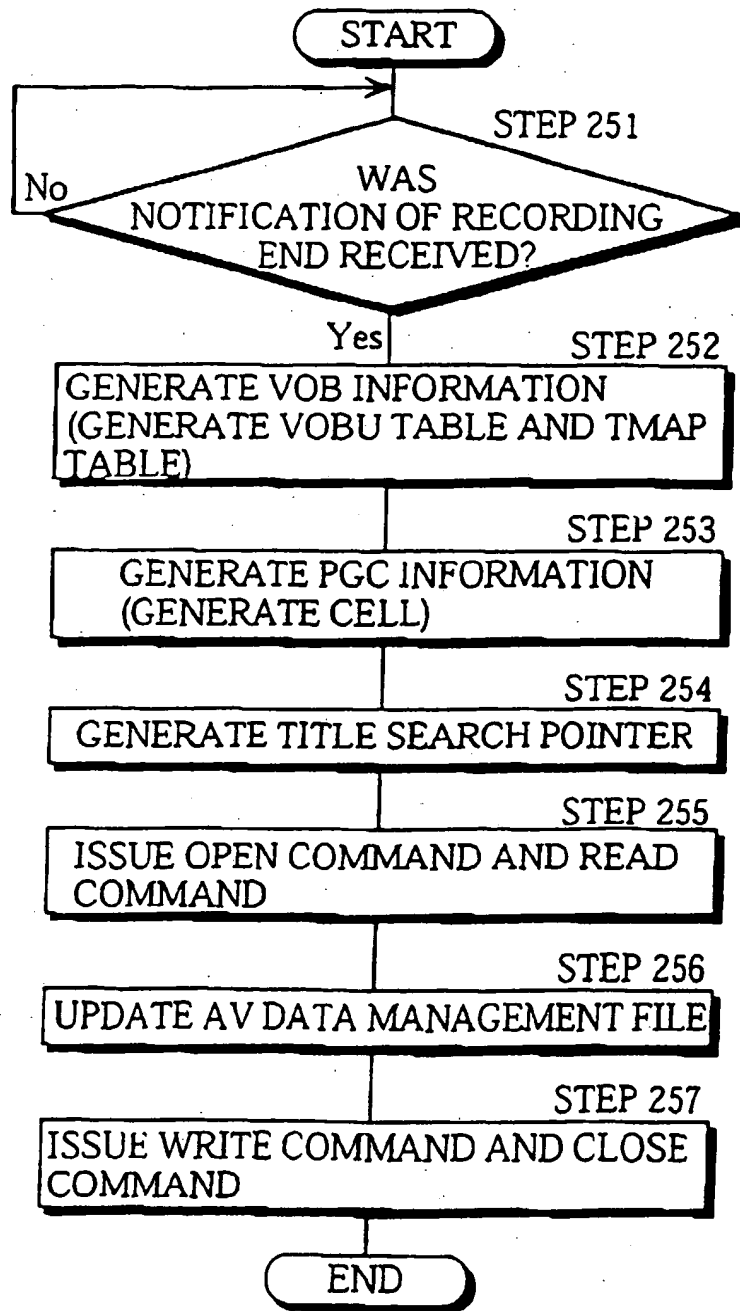 START
STEP 251
No
WAS
NOTIFICATION OF RECORDING
END RECEIVED?
Yes
STEP 252
GENERATE VOB INFORMATION
(GENERATE VOBU TABLE AND TMAP
TABLE)
STEP 253
GENERATE PGC INFORMATION
(GENERATE CELL)
STEP 254
GENERATE TITLE SEARCH POINTER
STEP 255
ISSUE OPEN COMMAND AND READ
COMMAND
STEP 256
UPDATE AV DATA MANAGEMENT FILE
STEP 257
ISSUE WRITE COMMAND AND CLOSE
COMMAND
END